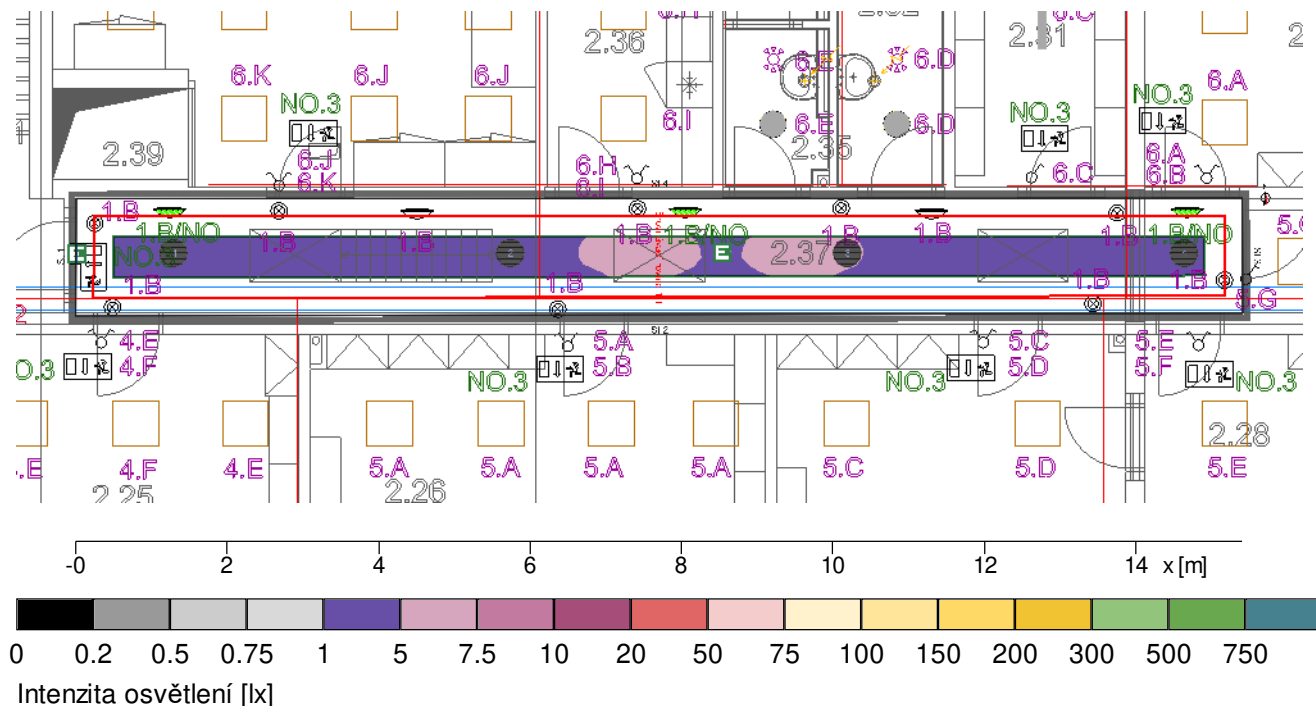 2.36
2.31
2
6.K
6.J
6.J
6.E
6.D
6.A
NO.3
NO.3
NO.3
6.I
6.E
6.D
2.39
2.35
6.J
6.K
6.H
6.I
6.C
6.A
6.B
1.B
1.B/NO
1.B
1.B
1.B
1.B/NO
1.B
1.B
1.B/NO
1
2
2.37
3
E
E
1.B
1.B
1.B
1.B
5.G
4.E
4.F
5.A
5.B
5.C
5.D
5.E
5.F
NO.3
NO.3
NO.3
4.F
4.E
5.A
5.A
5.A
5.A
5.C
5.D
5.E
2.28
2.25
2.26
-0 2 4 6 8 10 12 14 x [m]
0 0.2 0.5 0.75 1 5 7.5 10 20 50 75 100 150 200 300 500 750
Intenzita osvětlení [lx]